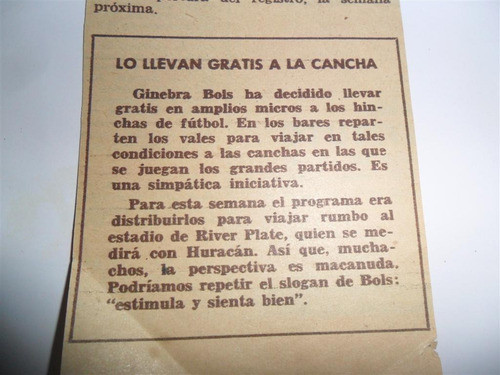 del registro, la semana
próxima.
LO LLEVAN GRATIS A LA CANCHA
Ginebra Bols ha decidido llevar
gratis en amplios micros a los hin-
chas de fútbol. En los bares repar-
ten los vales para viajar en tales
condiciones a las canchas en las que
se juegan los grandes partidos. Es
una simpática iniciativa.
Para esta semana el programa era
distribuirlos para viajar rumbo al
estadio de River Plate, quien se me-
dirá con Huracán. Así que, mucha-
chos, la perspectiva es macanuda.
Podríamos repetir el slogan de Bols:
"estimula y sienta bien".